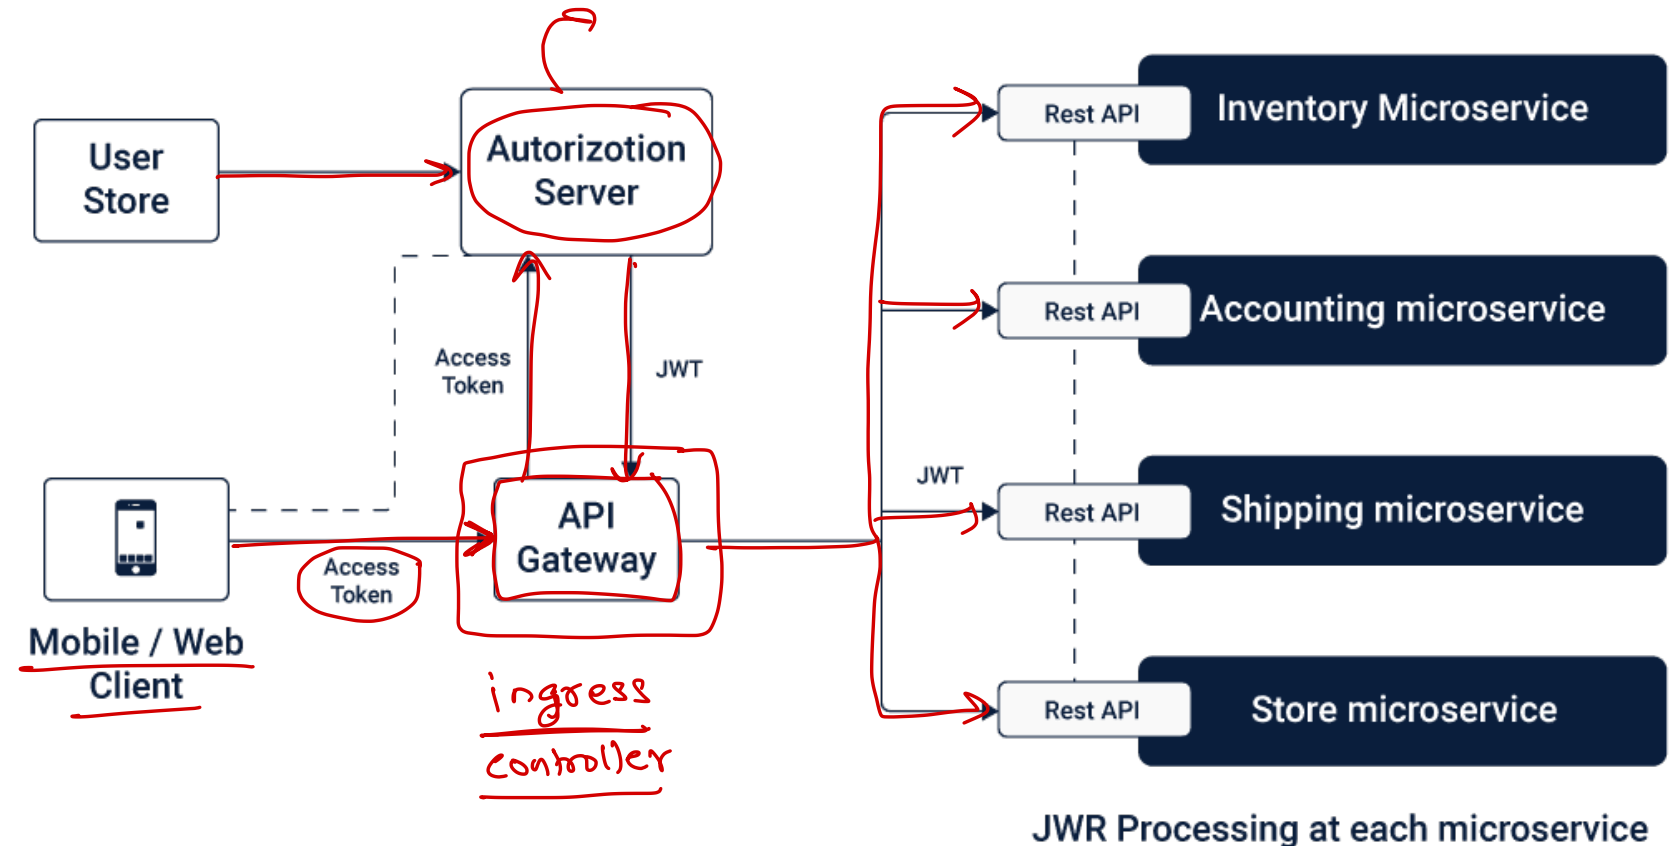 User
Store
Autorizotion
Server
Access
Token
JWT
Mobile / Web
Client
Access
Token
API
Gateway
ingress
controller
JWT
Rest API
Inventory Microservice
Rest API
Accounting microservice
Rest API
Shipping microservice
Rest API
Store microservice
JWR Processing at each microservice